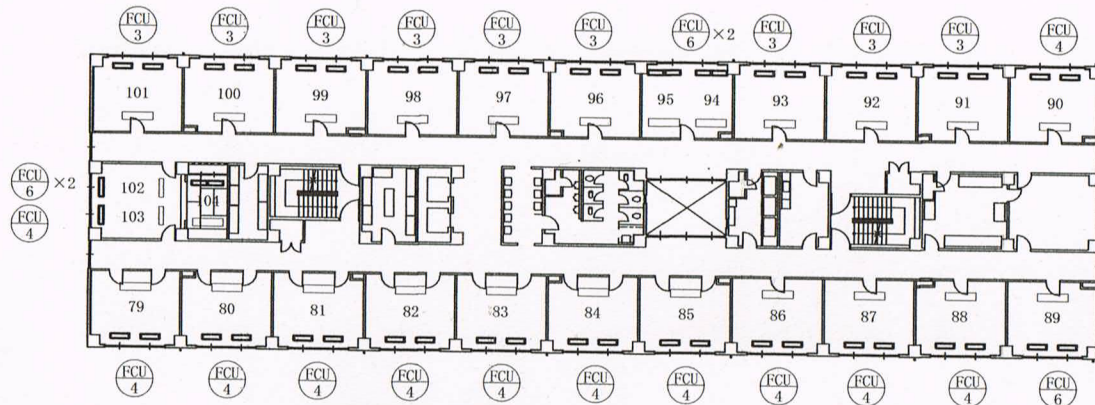 FCU 3 FCU 3 FCU 3 FCU 3 FCU 3 FCU 3 FCU 6 ×2 FCU 3 FCU 3 FCU 3 FCU 4
101 100 99 98 97 96 95 94 93 92 91 90
FCU 6 ×2 102 04
FCU 4 103
79 80 81 82 83 84 85 86 87 88 89
FCU 4 FCU 4 FCU 4 FCU 4 FCU 4 FCU 4 FCU 4 FCU 4 FCU 4 FCU 4 FCU 6